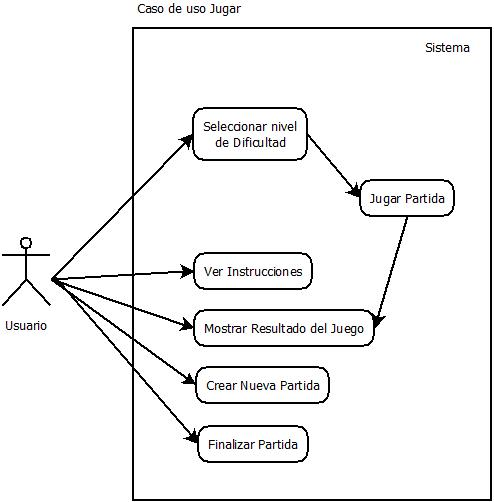 Caso de uso Jugar
Sistema
Seleccionar nivel
de Dificultad
Jugar Partida
Ver Instrucciones
Usuario
Mostrar Resultado del Juego
Crear Nueva Partida
Finalizar Partida